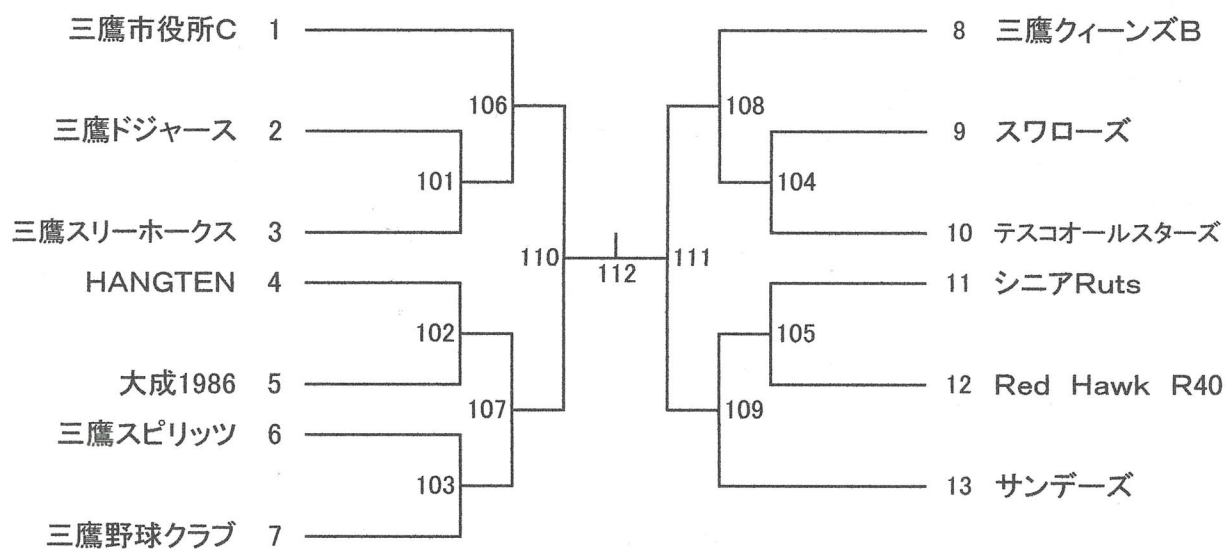 三鷹市役所C 1
106
三鷹ドジャース 2
101
三鷹スリーホークス 3
110
HANGTEN 4
102
大成1986 5
107
三鷹スピリッツ 6
103
三鷹野球クラブ 7
112
8 三鷹クィーンズB
108
9 スワローズ
104
10 テスコオールスターズ
111
11 シニアRuts
105
12 Red Hawk R40
109
13 サンデーズ